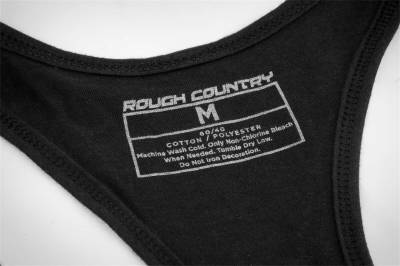 ROUGH COUNTRY
M
60/40
COTTON / POLYESTER
Machine Wash Cold. Only Non-Chlorine Bleach
When Needed. Tumble Dry Low.
Do Not Iron Decoration.